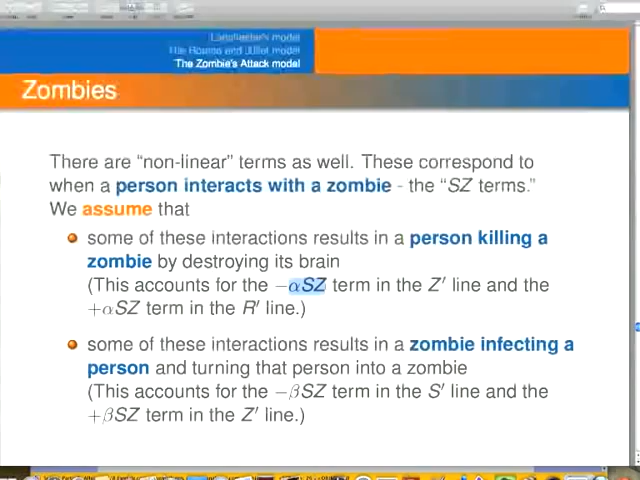 Lanchester's model
The Romeo and Juliet model
The Zombie's Attack model
Zombies
There are “non-linear” terms as well. These correspond to
when a person interacts with a zombie - the “SZ terms.”
We assume that
some of these interactions results in a person killing a
zombie by destroying its brain
(This accounts for the −αSZ term in the Z′ line and the
+αSZ term in the R′ line.)
some of these interactions results in a zombie infecting a
person and turning that person into a zombie
(This accounts for the −βSZ term in the S′ line and the
+βSZ term in the Z′ line.)